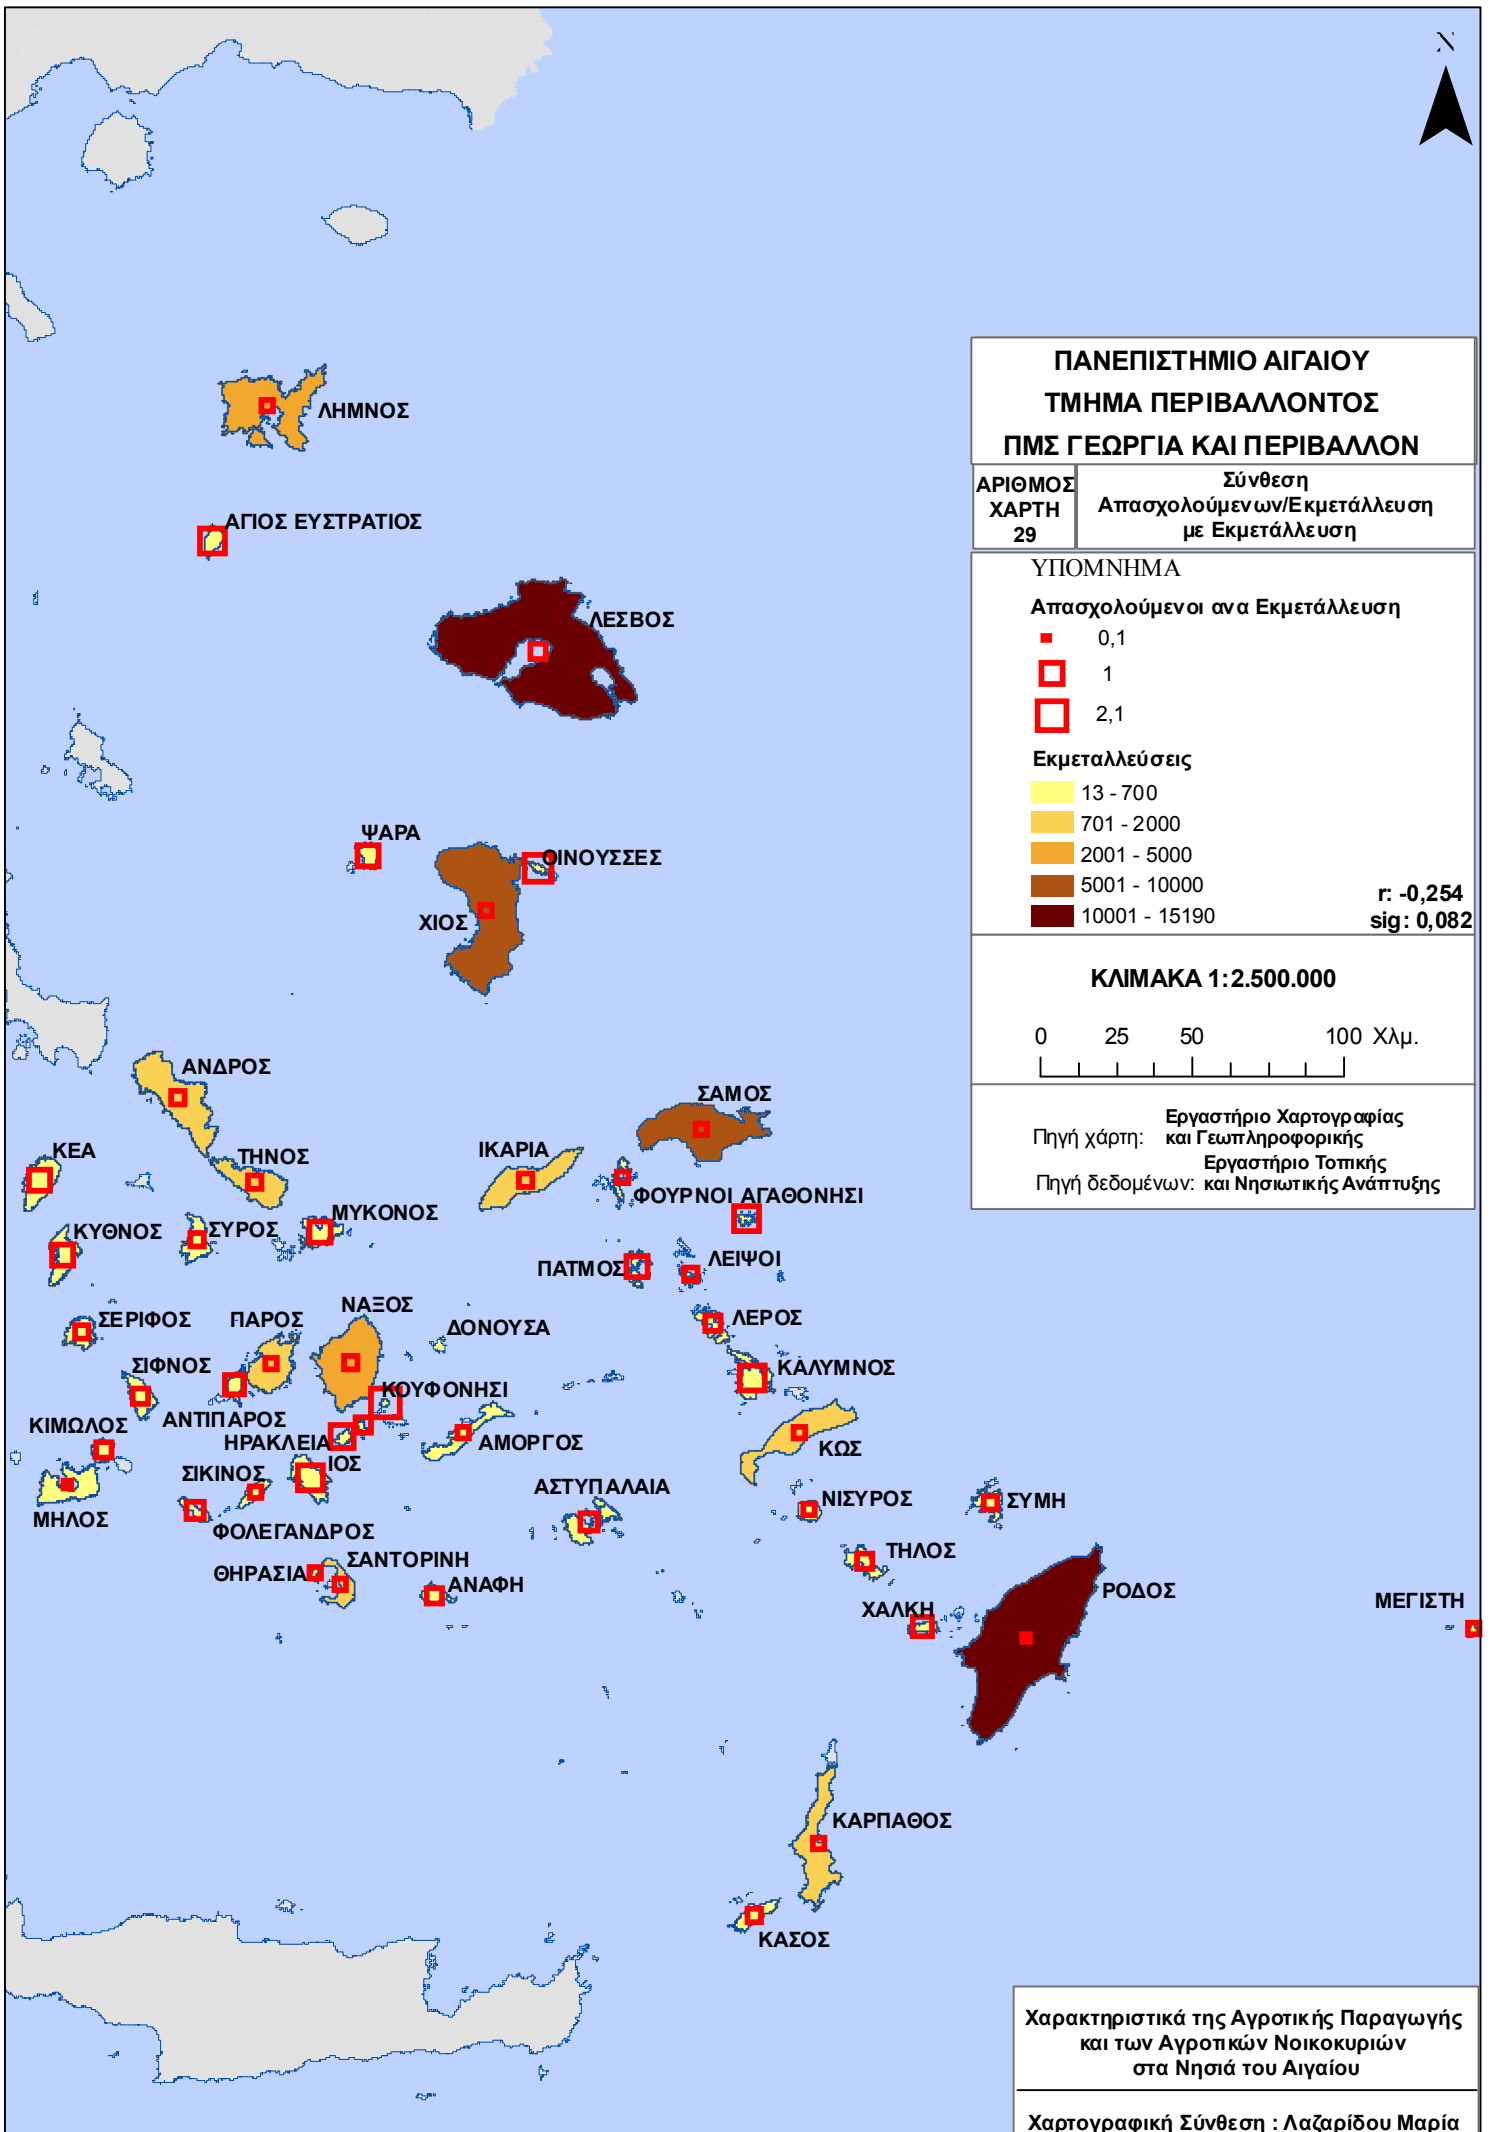 N
ΠΑΝΕΠΙΣΤΗΜΙΟ ΑΙΓΑΙΟΥ
ΤΜΗΜΑ ΠΕΡΙΒΑΛΛΟΝΤΟΣ
ΠΜΣ ΓΕΩΡΓΙΑ ΚΑΙ ΠΕΡΙΒΑΛΛΟΝ
ΑΡΙΘΜΟΣ
ΧΑΡΤΗ
29
Σύνθεση
Απασχολούμενων/Εκμετάλλευση
με Εκμετάλλευση
ΥΠΟΜΝΗΜΑ
Απασχολούμενοι ανα Εκμετάλλευση
0,1
1
2,1
Εκμεταλλεύσεις
13 - 700
701 - 2000
2001 - 5000
5001 - 10000
10001 - 15190
r: -0,254
sig: 0,082
ΚΛΙΜΑΚΑ 1:2.500.000
0 25 50 100 Χλμ.
Πηγή χάρτη: Εργαστήριο Χαρτογραφίας
και Γεωπληροφορικής
Πηγή δεδομένων: Εργαστήριο Τοπικής
και Νησιωτικής Ανάπτυξης
ΛΗΜΝΟΣ
ΑΓΙΟΣ ΕΥΣΤΡΑΤΙΟΣ
ΛΕΣΒΟΣ
ΨΑΡΑ
ΟΙΝΟΥΣΣΕΣ
ΧΙΟΣ
ΑΝΔΡΟΣ
ΣΑΜΟΣ
ΚΕΑ
ΤΗΝΟΣ
ΙΚΑΡΙΑ
ΦΟΥΡΝΟΙ
ΑΓΑΘΟΝΗΣΙ
ΚΥΘΝΟΣ
ΣΥΡΟΣ
ΜΥΚΟΝΟΣ
ΠΑΤΜΟΣ
ΛΕΙΨΟΙ
ΣΕΡΙΦΟΣ
ΠΑΡΟΣ
ΝΑΞΟΣ
ΔΟΝΟΥΣΑ
ΛΕΡΟΣ
ΣΙΦΝΟΣ
ΚΟΥΦΟΝΗΣΙ
ΚΑΛΥΜΝΟΣ
ΚΙΜΩΛΟΣ
ΑΝΤΙΠΑΡΟΣ
ΗΡΑΚΛΕΙΑ
ΑΜΟΡΓΟΣ
ΚΩΣ
ΣΙΚΙΝΟΣ
ΙΟΣ
ΑΣΤΥΠΑΛΑΙΑ
ΝΙΣΥΡΟΣ
ΣΥΜΗ
ΜΗΛΟΣ
ΦΟΛΕΓΑΝΔΡΟΣ
ΤΗΛΟΣ
ΘΗΡΑΣΙΑ
ΣΑΝΤΟΡΙΝΗ
ΑΝΑΦΗ
ΧΑΛΚΗ
ΡΟΔΟΣ
ΜΕΓΙΣΤΗ
ΚΑΡΠΑΘΟΣ
ΚΑΣΟΣ
Χαρακτηριστικά της Αγροτικής Παραγωγής
και των Αγροτικών Νοικοκυριών
στα Νησιά του Αιγαίου
Χαρτογραφική Σύνθεση : Λαζαρίδου Μαρία